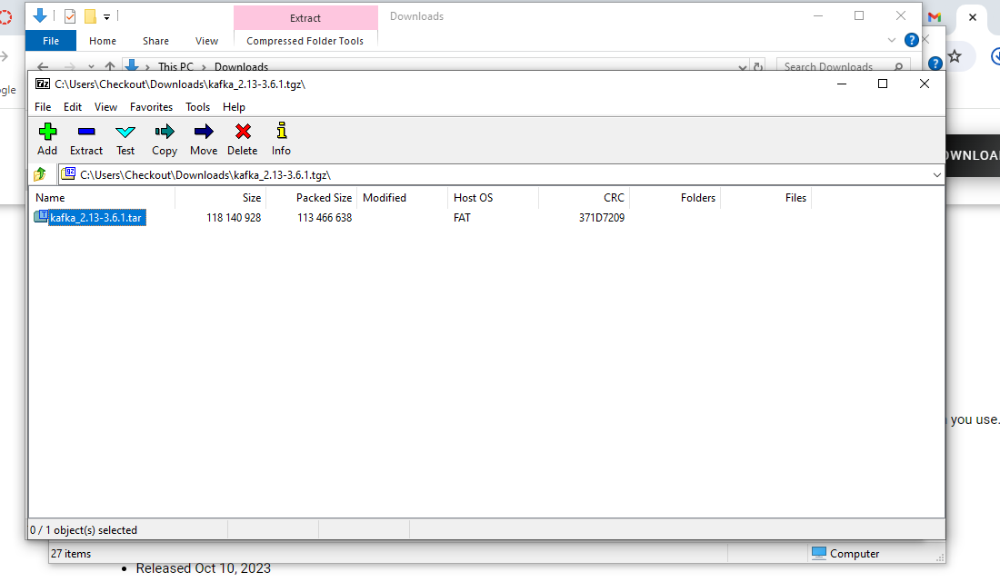 Extract
Downloads
File
Home
Share
View
Compressed Folder Tools
This PC
Downloads
Search Downloads
gle
C:\Users\Checkout\Downloads\kafka_2.13-3.6.1.tgz\
File Edit View Favorites Tools Help
Add Extract Test Copy Move Delete Info
C:\Users\Checkout\Downloads\kafka_2.13-3.6.1.tgz\
Name Size Packed Size Modified Host OS CRC Folders Files
kafka_2.13-3.6.1.tar 118 140 928 113 466 638 FAT 371D7209
OWNLOA
you use.
0 / 1 object(s) selected
27 items
Computer
Released Oct 10, 2023